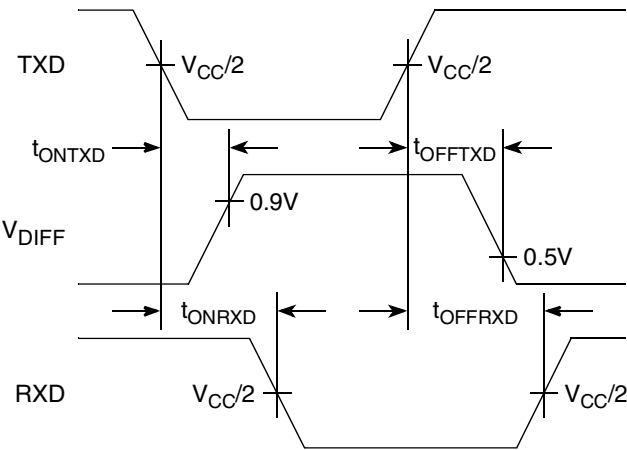 TXD
V_CC/2
V_CC/2
t_ONTXD
t_OFFTXD
V_DIFF
0.9V
0.5V
t_ONRXD
t_OFFRXD
RXD
V_CC/2
V_CC/2